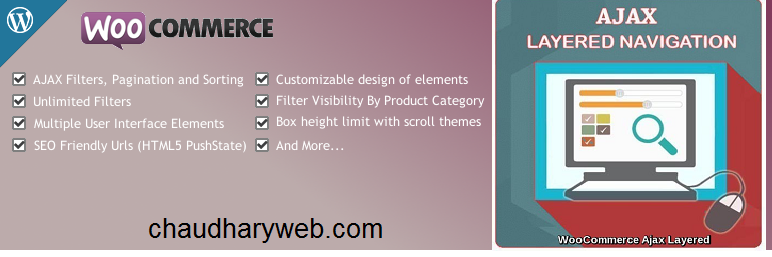 WOO COMMERCE
AJAX Filters, Pagination and Sorting
Unlimited Filters
Multiple User Interface Elements
SEO Friendly Urls (HTML5 PushState)
Customizable design of elements
Filter Visibility By Product Category
Box height limit with scroll themes
And More...
chaudharyweb.com
AJAX
LAYERED NAVIGATION
WooCommerce Ajax Layered